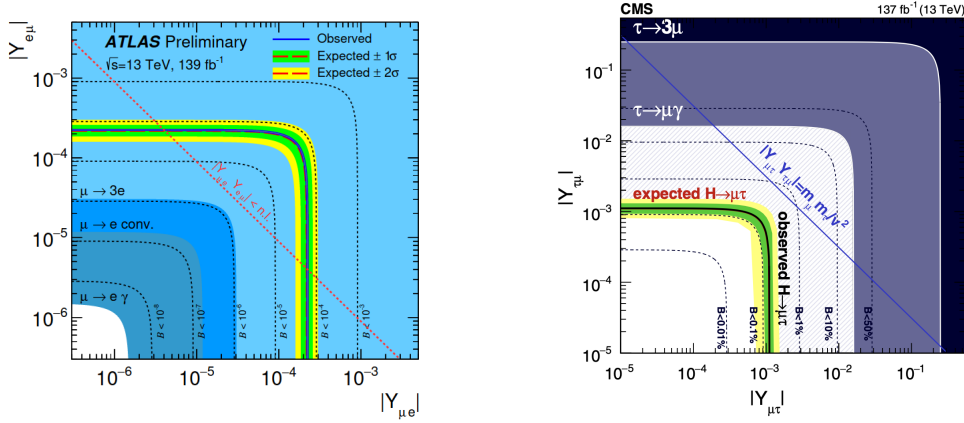 ATLAS Preliminary
√s=13 TeV, 139 fb⁻¹
Observed
Expected ± 1σ
Expected ± 2σ
|Y_eμ|
10⁻³
10⁻⁴
10⁻⁵
10⁻⁶
|Y_μe Y_eμ| < n.l.
μ → 3e
μ → e conv.
μ → e γ
B < 10⁻⁸
B < 10⁻⁷
B < 10⁻⁶
B < 10⁻⁵
B < 10⁻⁴
B < 10⁻³
10⁻⁶
10⁻⁵
10⁻⁴
10⁻³
|Y_μe|
CMS
137 fb⁻¹ (13 TeV)
τ→3μ
τ→μγ
|Y_τμ|
10⁻¹
10⁻²
10⁻³
10⁻⁴
10⁻⁵
|Y_μτ Y_τμ|=m_μ m_τ/v²
expected H→μτ
observed H→μτ
B<0.01%
B<0.1%
B<1%
B<10%
B<50%
10⁻⁵
10⁻⁴
10⁻³
10⁻²
10⁻¹
|Y_μτ|